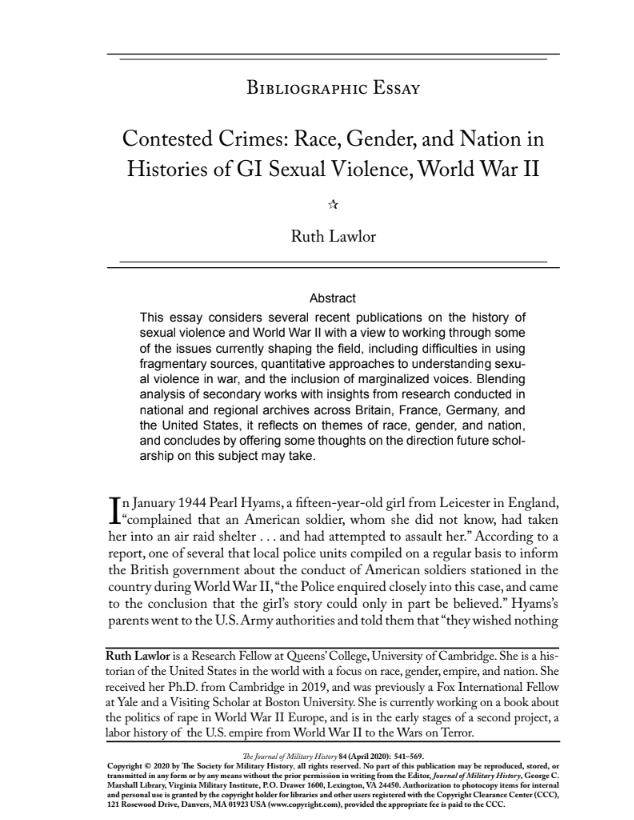 Bibliographic Essay
Contested Crimes: Race, Gender, and Nation in
Histories of GI Sexual Violence, World War II
☆
Ruth Lawlor
Abstract
This essay considers several recent publications on the history of
sexual violence and World War II with a view to working through some
of the issues currently shaping the field, including difficulties in using
fragmentary sources, quantitative approaches to understanding sexu-
al violence in war, and the inclusion of marginalized voices. Blending
analysis of secondary works with insights from research conducted in
national and regional archives across Britain, France, Germany, and
the United States, it reflects on themes of race, gender, and nation,
and concludes by offering some thoughts on the direction future schol-
arship on this subject may take.
In January 1944 Pearl Hyams, a fifteen-year-old girl from Leicester in England,
“complained that an American soldier, whom she did not know, had taken
her into an air raid shelter . . . and had attempted to assault her.” According to a
report, one of several that local police units compiled on a regular basis to inform
the British government about the conduct of American soldiers stationed in the
country during World War II, “the Police enquired closely into this case, and came
to the conclusion that the girl’s story could only in part be believed.” Hyams’s
parents went to the U.S. Army authorities and told them that “they wished nothing
Ruth Lawlor is a Research Fellow at Queens’ College, University of Cambridge. She is a his-
torian of the United States in the world with a focus on race, gender, empire, and nation. She
received her Ph.D. from Cambridge in 2019, and was previously a Fox International Fellow
at Yale and a Visiting Scholar at Boston University. She is currently working on a book about
the politics of rape in World War II Europe, and is in the early stages of a second project, a
labor history of the U.S. empire from World War II to the Wars on Terror.
The Journal of Military History 84 (April 2020): 541–569.
Copyright © 2020 by The Society for Military History, all rights reserved. No part of this publication may be reproduced, stored, or
transmitted in any form or by any means without the prior permission in writing from the Editor, Journal of Military History, George C.
Marshall Library, Virginia Military Institute, P.O. Drawer 1600, Lexington, VA 24450. Authorization to photocopy items for internal
and personal use is granted by the copyright holder for libraries and other users registered with the Copyright Clearance Center (CCC),
121 Rosewood Drive, Danvers, MA 01923 USA (www.copyright.com), provided the appropriate fee is paid to the CCC.